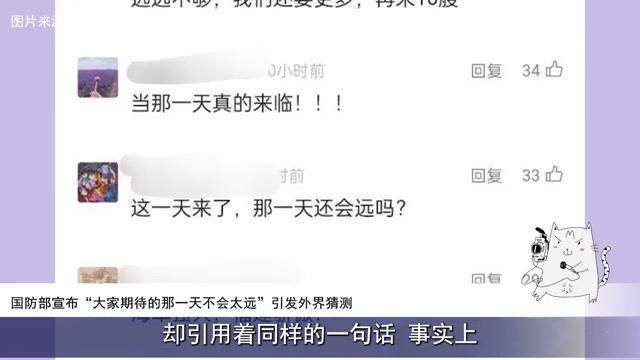 图片来
远远不够，我们还要更多，再来10艘
0小时前
回复 34
当那一天真的来临！！！
时前
回复 33
这一天来了，那一天还会远吗？
回复
国防部宣布“大家期待的那一天不会太远”引发外界猜测
却引用着同样的一句话 事实上